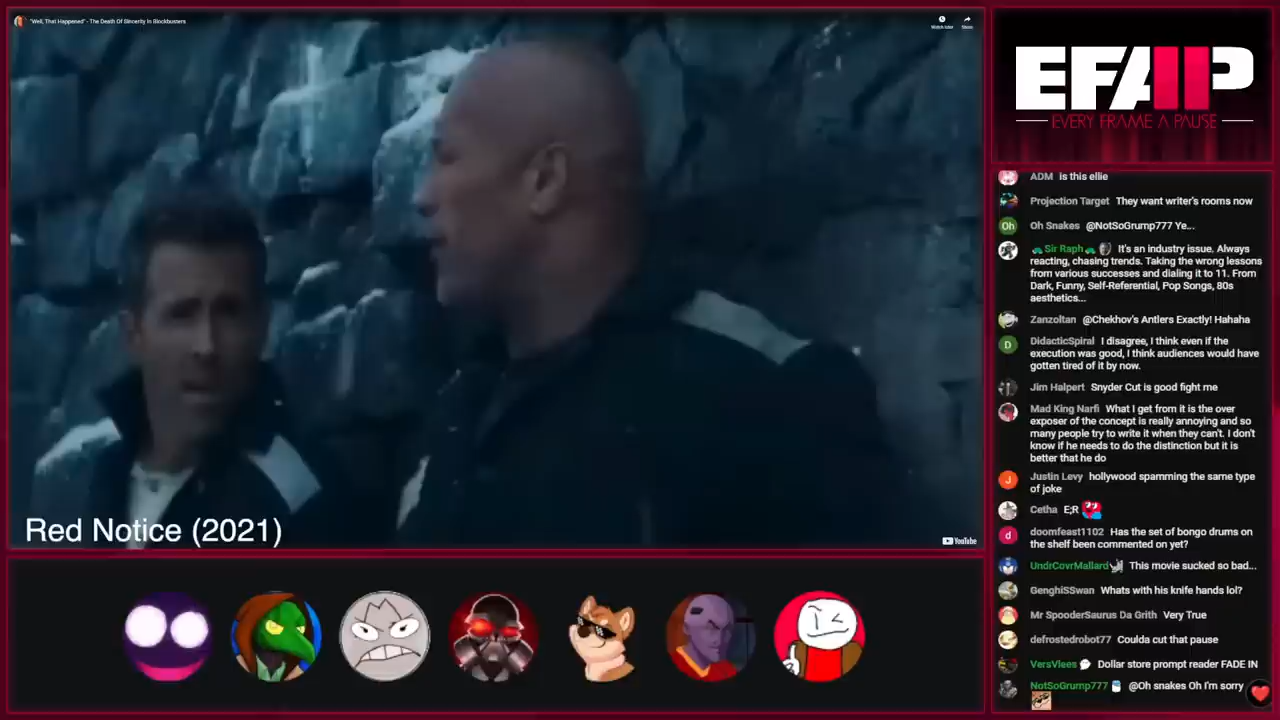 "Well, That Happened" - The Death Of Sincerity In Blockbusters
Watch later
Share
Red Notice (2021)
YouTube
EFAP
EVERY FRAME A PAUSE
ADM is this ellie
Projection Target They want writer's rooms now
Oh
Oh Snakes @NotSoGrump777 Ye...
Sir Raph It's an industry issue. Always
reacting, chasing trends. Taking the wrong lessons
from various successes and dialing it to 11. From
Dark, Funny, Self-Referential, Pop Songs, 80s
aesthetics...
Zanzoltan @Chekhov's Antlers Exactly! Hahaha
D
DidacticSpiral I disagree, I think even if the
execution was good, I think audiences would have
gotten tired of it by now.
Jim Halpert Snyder Cut is good fight me
Mad King Narfi What I get from it is the over
exposer of the concept is really annoying and so
many people try to write it when they can't. I don't
know if he needs to do the distinction but it is
better that he do
J
Justin Levy hollywood spamming the same type
of joke
Cetha E;R
d
doomfeast1102 Has the set of bongo drums on
the shelf been commented on yet?
UndrCovrMallard This movie sucked so bad...
GenghiSSwan Whats with his knife hands lol?
Mr SpooderSaurus Da Grith Very True
defrostedrobot77 Coulda cut that pause
VersVlees Dollar store prompt reader FADE IN
NotSoGrump777 @Oh snakes Oh I'm sorry